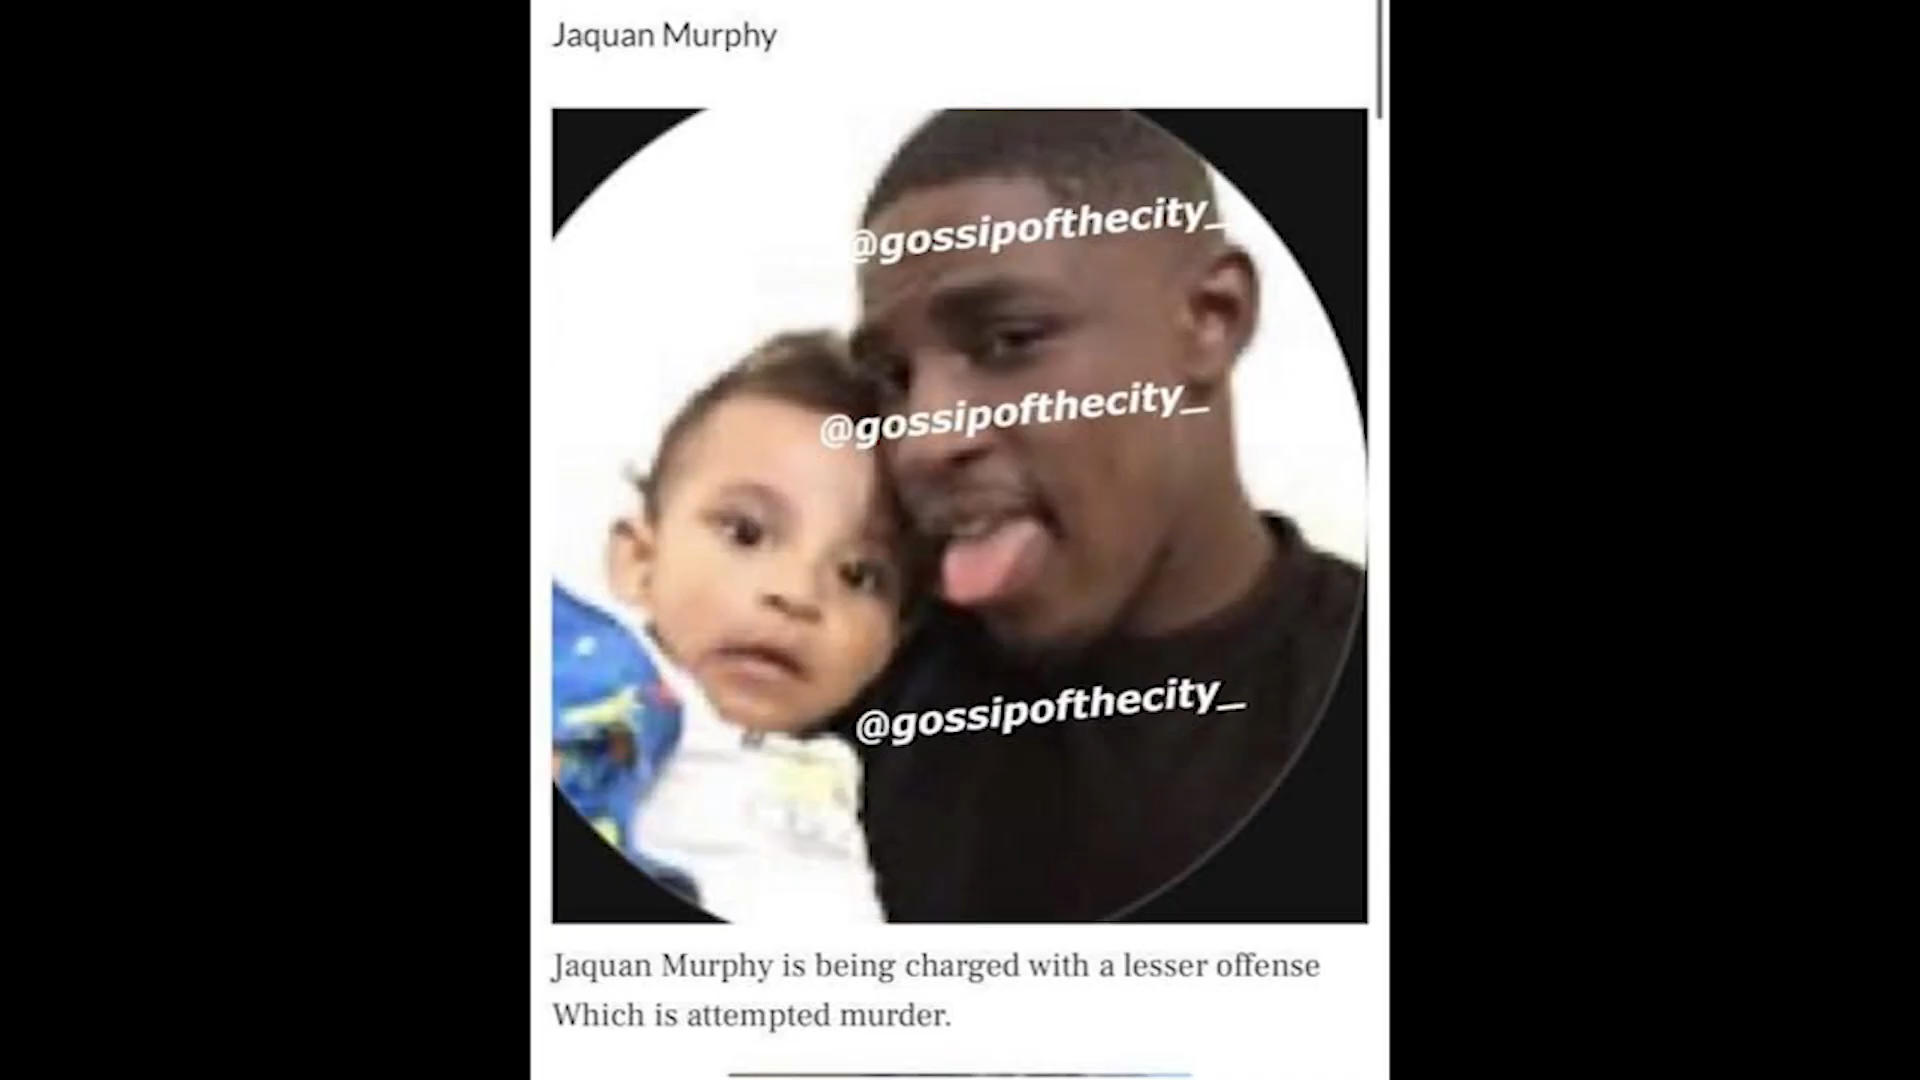 Jaquan Murphy
@gossipofthecity_
@gossipofthecity_
@gossipofthecity_
Jaquan Murphy is being charged with a lesser offense
Which is attempted murder.